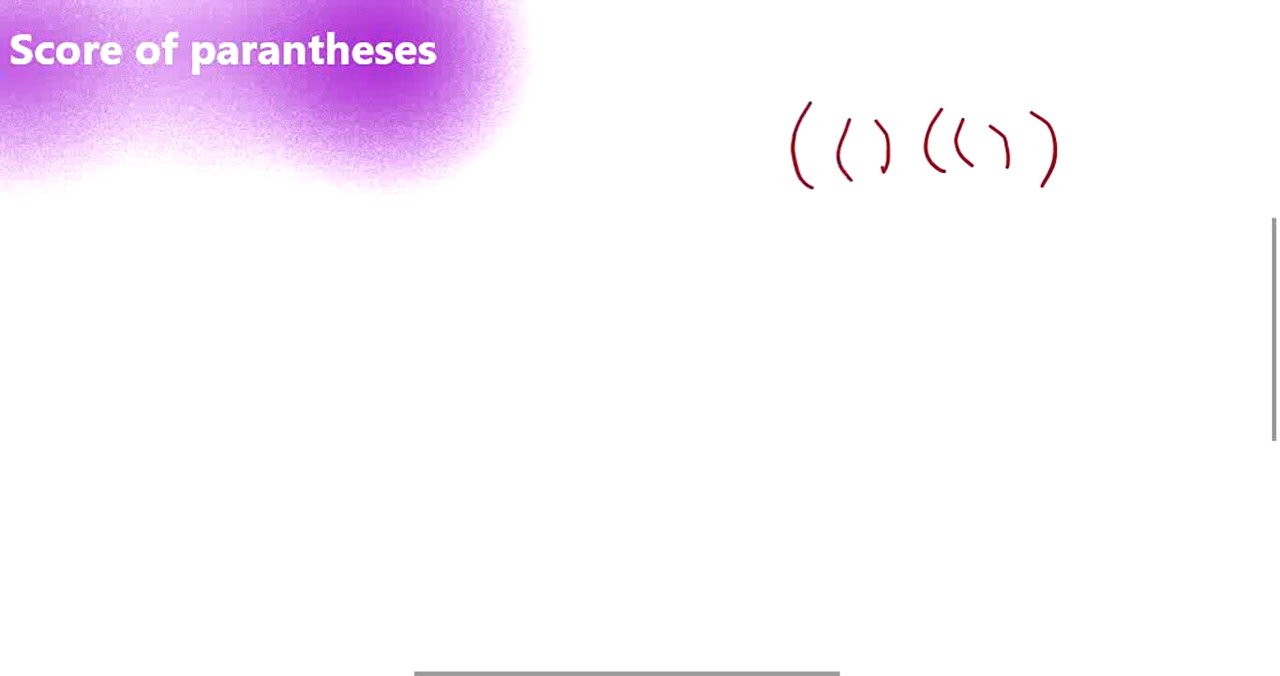 Score of parantheses
( ( ) ( ( ) )